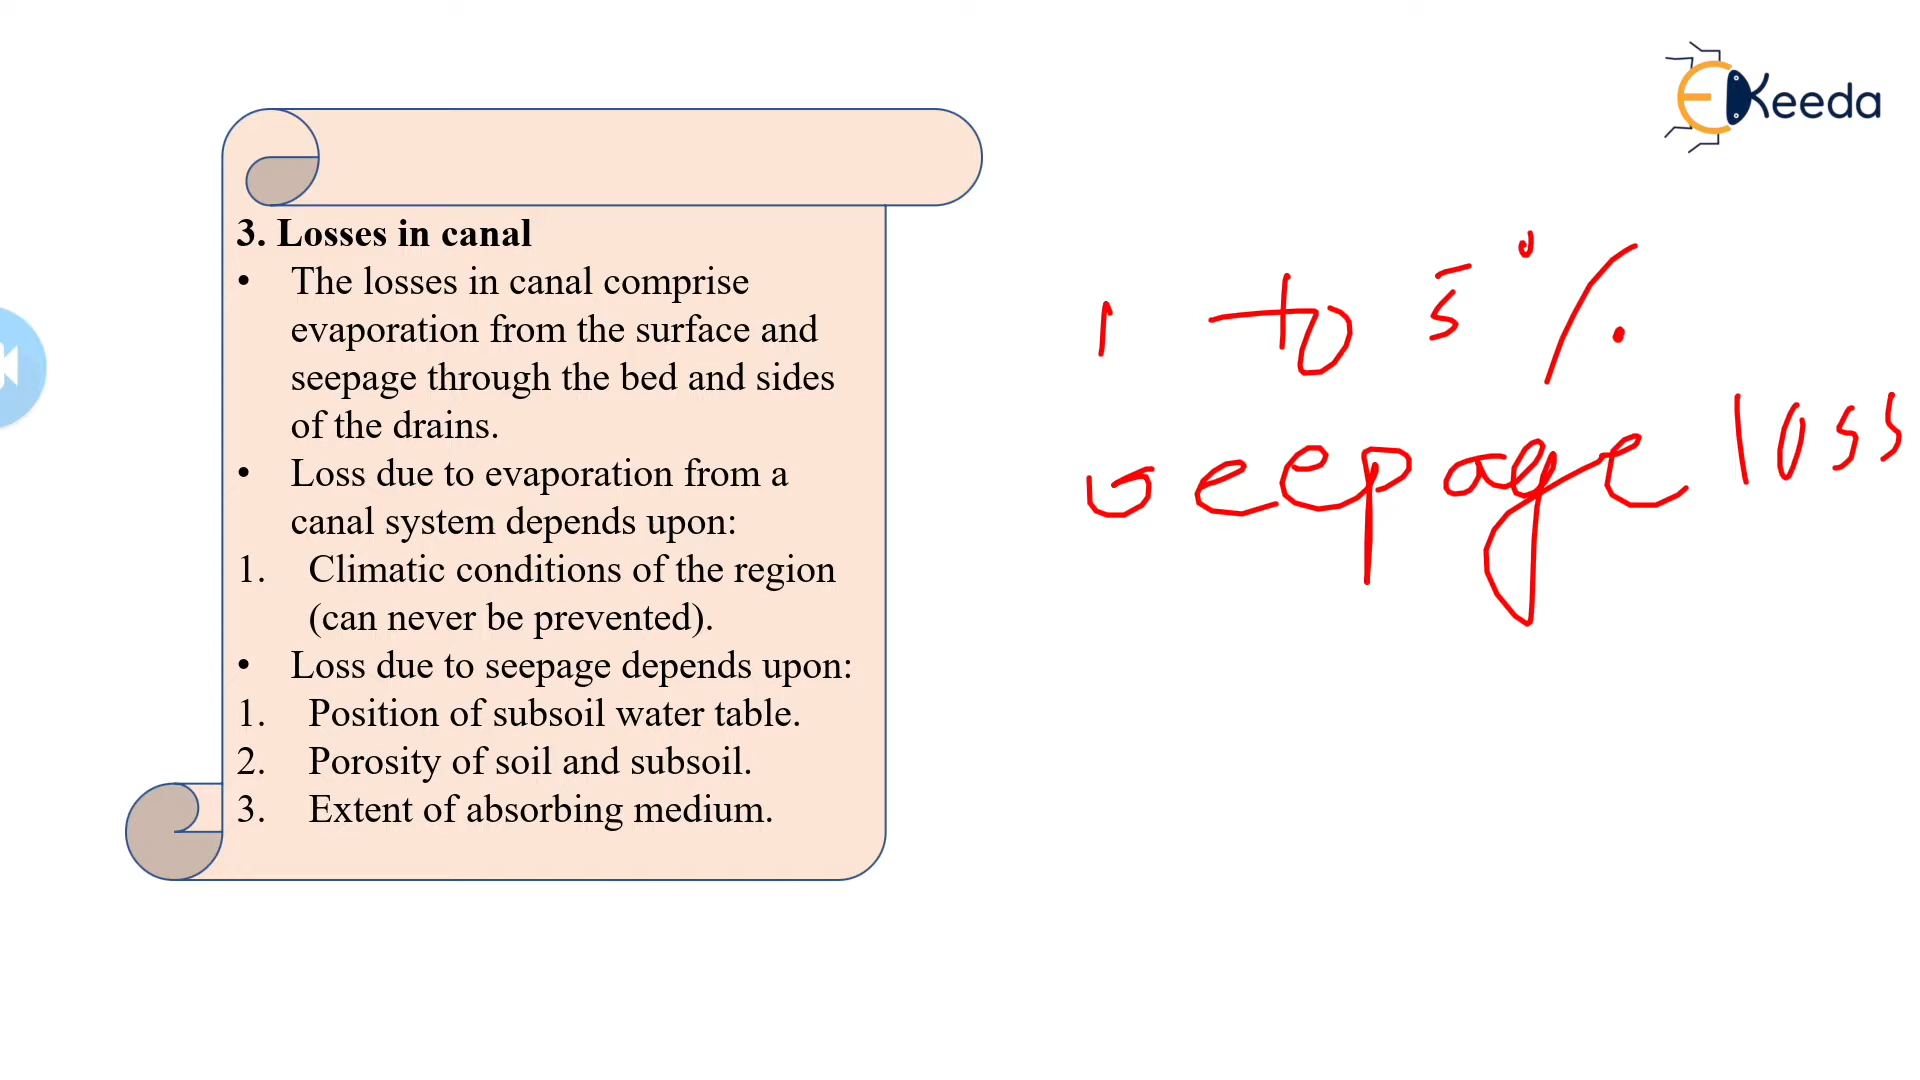 EKeeda
3. Losses in canal
• The losses in canal comprise
evaporation from the surface and
seepage through the bed and sides
of the drains.
• Loss due to evaporation from a
canal system depends upon:
1. Climatic conditions of the region
(can never be prevented).
• Loss due to seepage depends upon:
1. Position of subsoil water table.
2. Porosity of soil and subsoil.
3. Extent of absorbing medium.
1 to 5 %
seepage loss